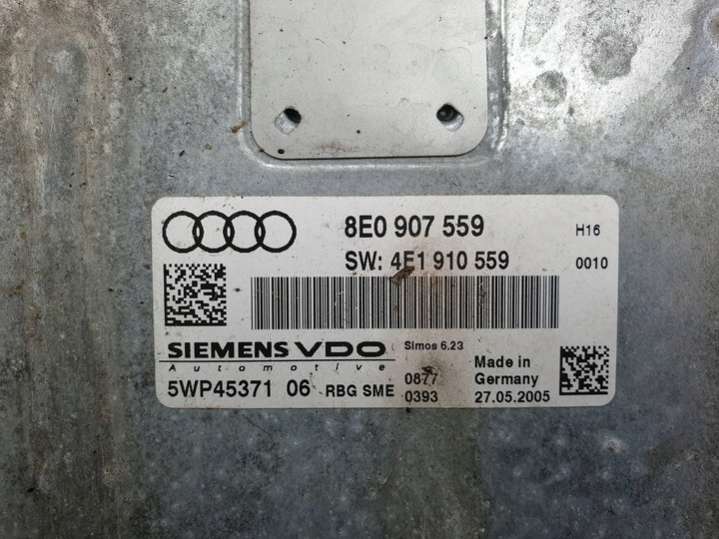 8E0 907 559 H16
SW: 4E1 910 559 0010
SIEMENS VDO Simos 6,23
Automotive Made in
5WP45371 06 RBG SME 0877 Germany
0393 27.05.2005